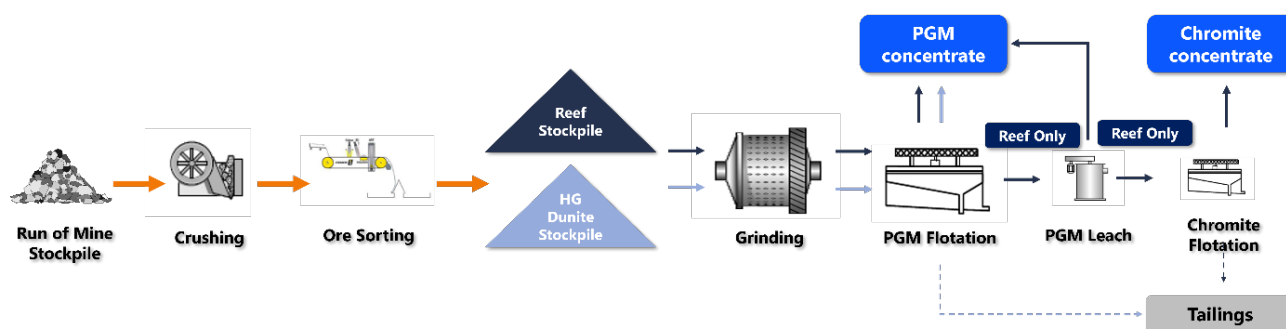 PGM
concentrate
Chromite
concentrate
Reef
Stockpile
Reef Only
Reef Only
HG
Dunite
Stockpile
Run of Mine
Stockpile
Crushing
Ore Sorting
Grinding
PGM Flotation
PGM Leach
Chromite
Flotation
Tailings